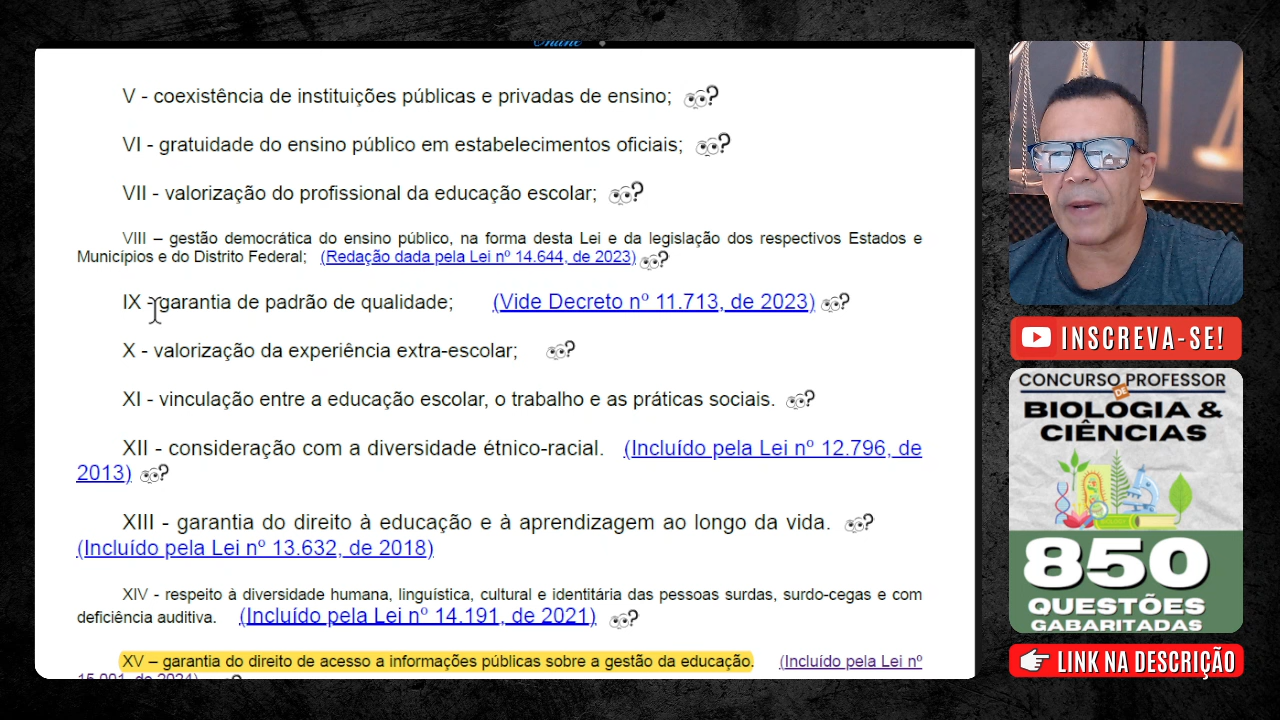 Online
V - coexistência de instituições públicas e privadas de ensino; ?
VI - gratuidade do ensino público em estabelecimentos oficiais; ?
VII - valorização do profissional da educação escolar; ?
VIII – gestão democrática do ensino público, na forma desta Lei e da legislação dos respectivos Estados e
Municípios e do Distrito Federal; (Redação dada pela Lei nº 14.644, de 2023) ?
IX - garantia de padrão de qualidade; (Vide Decreto nº 11.713, de 2023) ?
X - valorização da experiência extra-escolar; ?
XI - vinculação entre a educação escolar, o trabalho e as práticas sociais. ?
XII - consideração com a diversidade étnico-racial. (Incluído pela Lei nº 12.796, de
2013) ?
XIII - garantia do direito à educação e à aprendizagem ao longo da vida. ?
(Incluído pela Lei nº 13.632, de 2018)
XIV - respeito à diversidade humana, linguística, cultural e identitária das pessoas surdas, surdo-cegas e com
deficiência auditiva. (Incluído pela Lei nº 14.191, de 2021) ?
XV – garantia do direito de acesso a informações públicas sobre a gestão da educação. (Incluído pela Lei nº
15.001, de 2024) ?
INSCREVA-SE!
CONCURSO PROFESSOR
DE
BIOLOGIA &
CIÊNCIAS
850
QUESTÕES
GABARITADAS
LINK NA DESCRIÇÃO